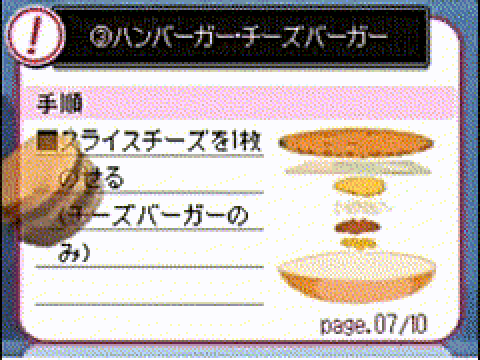 !
③ハンバーガー・チーズバーガー
手順
■スライスチーズを1枚
のせる
(チーズバーガーの
み)
page.07/10